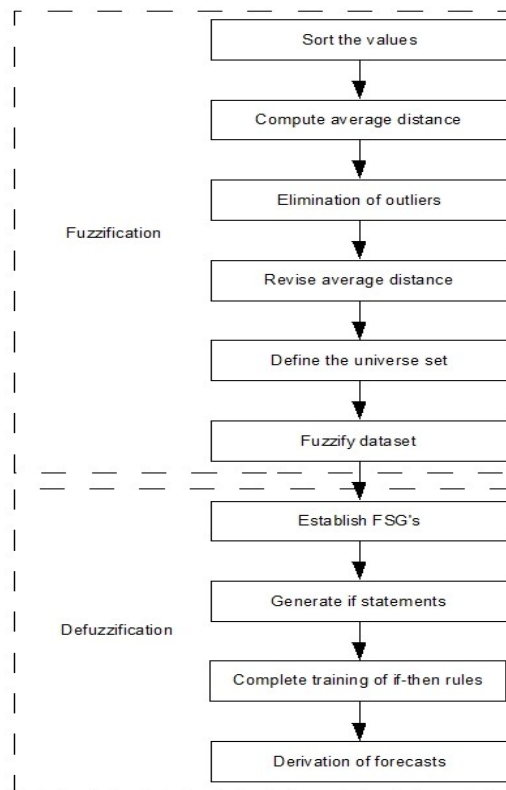 Sort the values
Compute average distance
Elimination of outliers
Fuzzification
Revise average distance
Define the universe set
Fuzzify dataset
Establish FSG's
Generate if statements
Defuzzification
Complete training of if-then rules
Derivation of forecasts